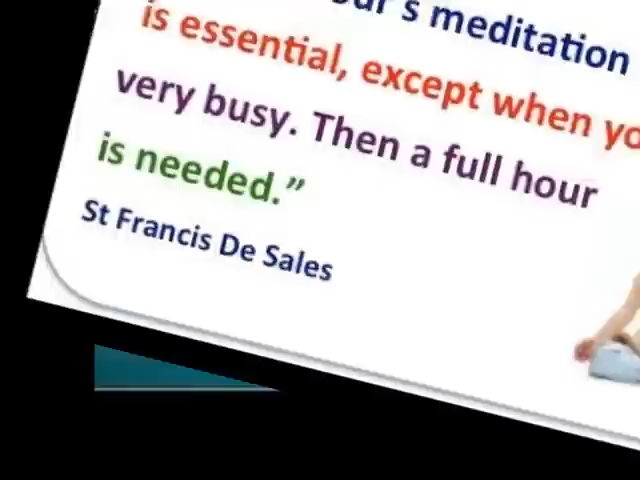 's meditation
is essential, except when
very busy. Then a full hour
is needed.”
St Francis De Sales